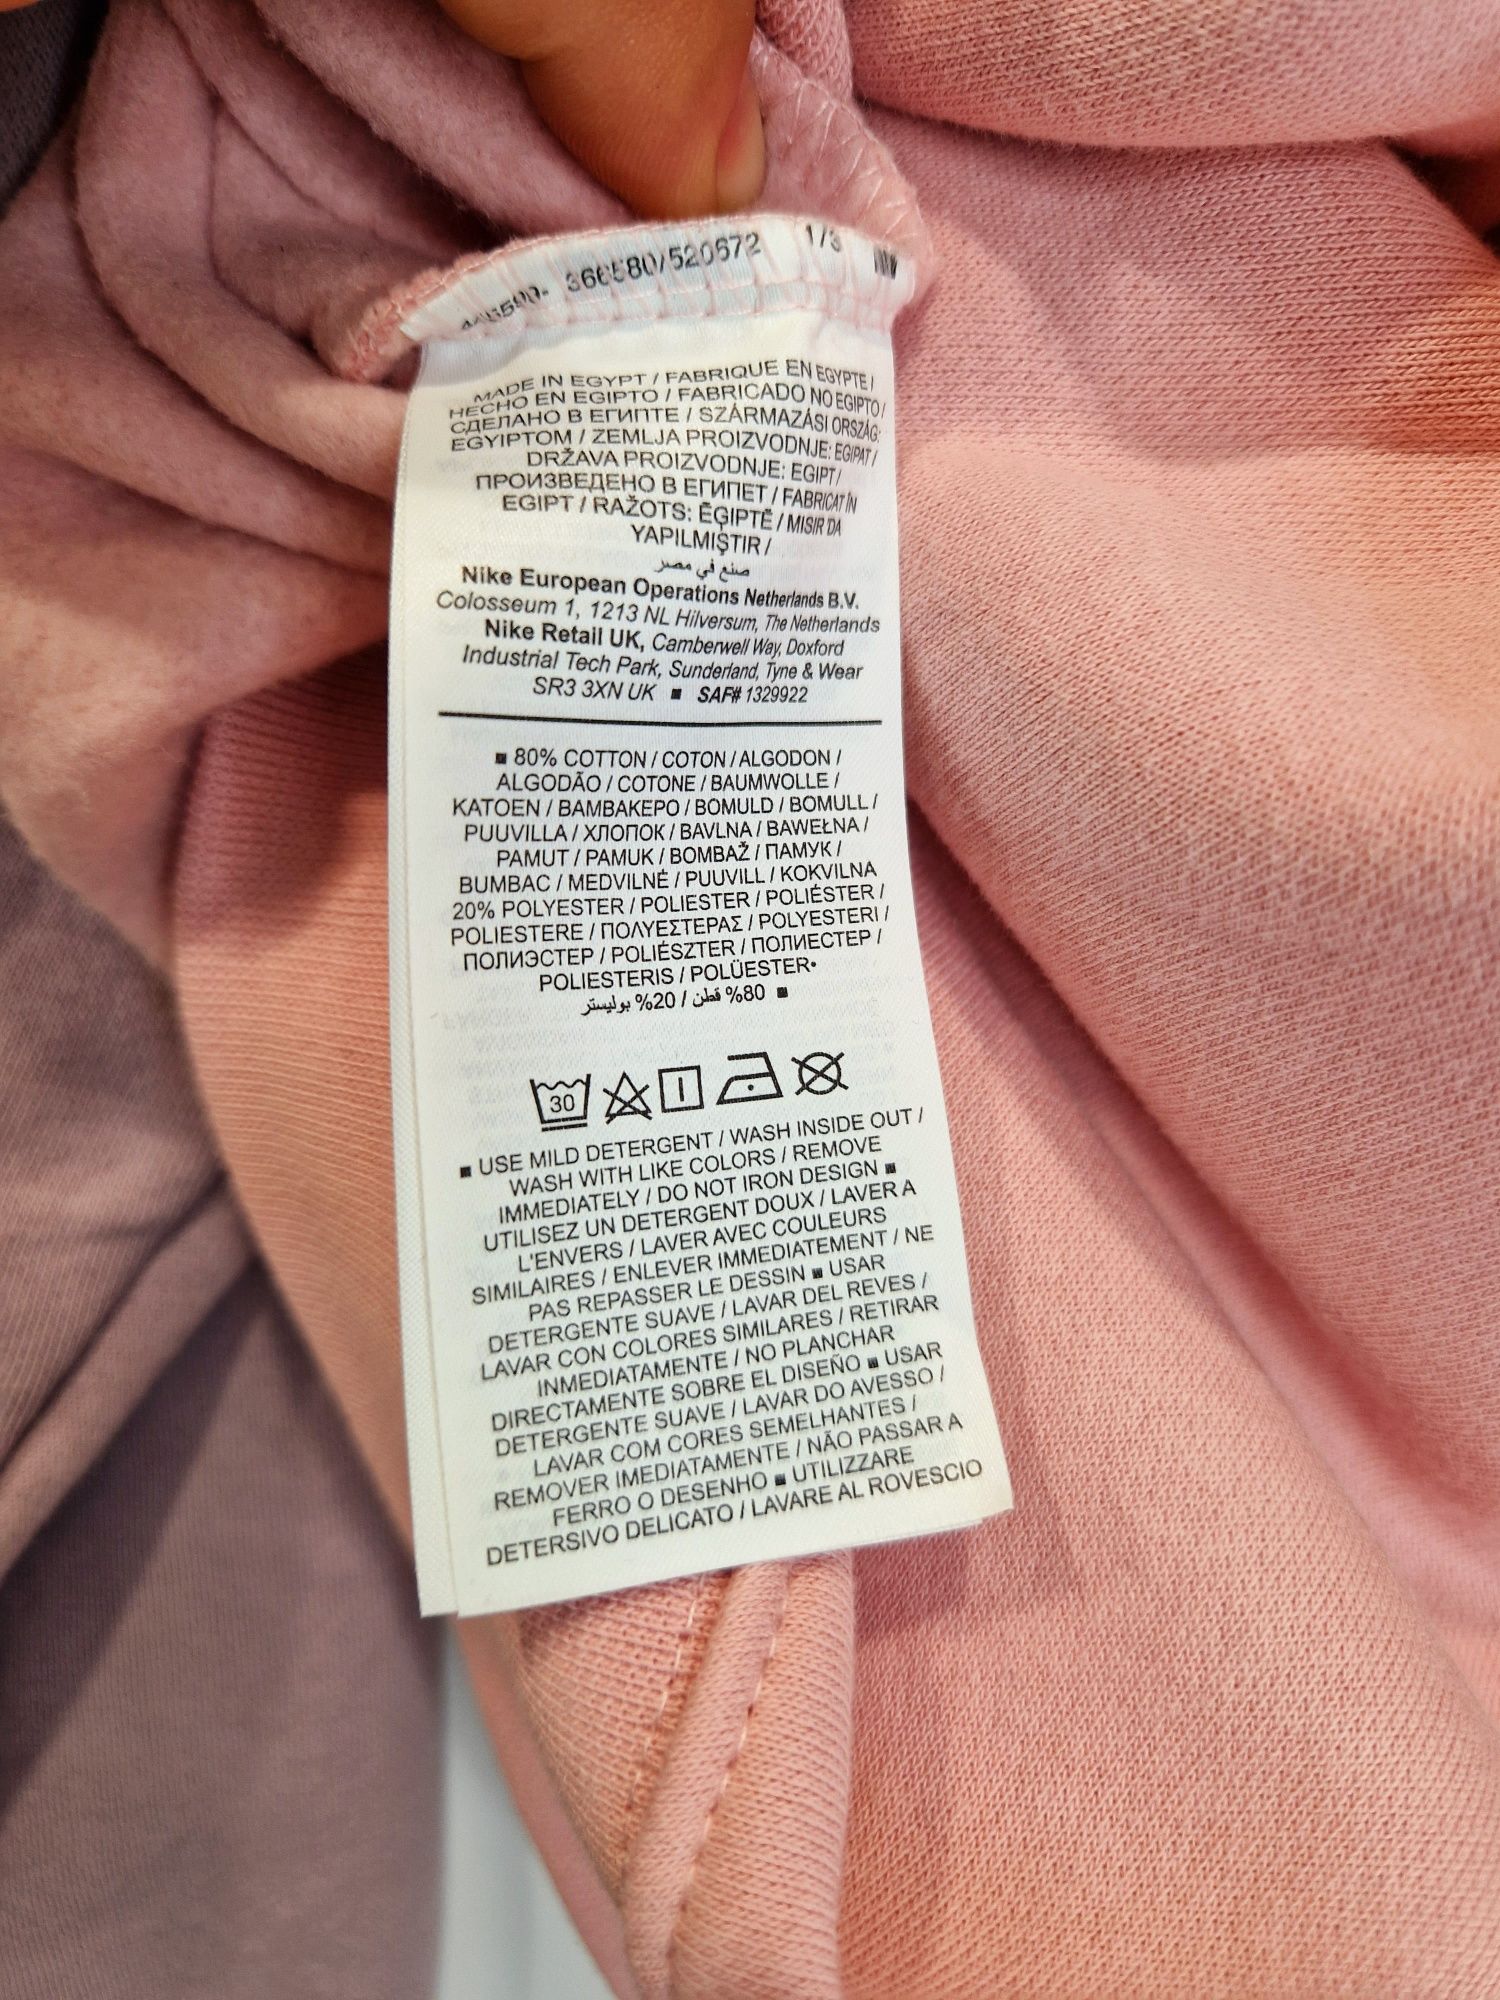 366580/520672 1/3
MADE IN EGYPT / FABRIQUE EN EGYPTE /
HECHO EN EGIPTO / FABRICADO NO EGIPTO /
СДЕЛАНО В ЕГИПТЕ / SZÁRMAZÁSI ORSZÁG:
EGYIPTOM / ZEMLJA PROIZVODNJE: EGIPAT /
DRŽAVA PROIZVODNJE: EGIPT /
ПРОИЗВЕДЕНО В ЕГИПЕТ / FABRICAT ÎN
EGIPT / RAŽOTS: ĒĢIPTĒ / MISIR'DA
YAPILMIŞTIR /
صنع في مصر
Nike European Operations Netherlands B.V.
Colosseum 1, 1213 NL Hilversum, The Netherlands
Nike Retail UK, Camberwell Way, Doxford
Industrial Tech Park, Sunderland, Tyne & Wear
SR3 3XN UK ■ SAF# 1329922
■ 80% COTTON / COTON / ALGODON /
ALGODÃO / COTONE / BAUMWOLLE /
KATOEN / ΒΑΜΒΑΚΕΡΟ / BOMULD / BOMULL /
PUUVILLA / ХЛОПОК / BAVLNA / BAWEŁNA /
PAMUT / PAMUK / BOMBAŽ / ПАМУК /
BUMBAC / MEDVILNĖ / PUUVILL / KOKVILNA
20% POLYESTER / POLIESTER / POLIÉSTER /
POLIESTERE / ΠΟΛΥΕΣΤΕΡΑΣ / POLYESTERI /
ПОЛИЭСТЕР / POLIÉSZTER / ПОЛИЕСТЕР /
POLIESTERIS / POLÜESTER•
80% قطن / 20% بوليستر ■
30
■ USE MILD DETERGENT / WASH INSIDE OUT /
WASH WITH LIKE COLORS / REMOVE
IMMEDIATELY / DO NOT IRON DESIGN ■
UTILISEZ UN DETERGENT DOUX / LAVER A
L'ENVERS / LAVER AVEC COULEURS
SIMILAIRES / ENLEVER IMMEDIATEMENT / NE
PAS REPASSER LE DESSIN ■ USAR
DETERGENTE SUAVE / LAVAR DEL REVES /
LAVAR CON COLORES SIMILARES / RETIRAR
INMEDIATAMENTE / NO PLANCHAR
DIRECTAMENTE SOBRE EL DISEÑO ■ USAR
DETERGENTE SUAVE / LAVAR DO AVESSO /
LAVAR COM CORES SEMELHANTES /
REMOVER IMEDIATAMENTE / NÃO PASSAR A
FERRO O DESENHO ■ UTILIZZARE
DETERSIVO DELICATO / LAVARE AL ROVESCIO